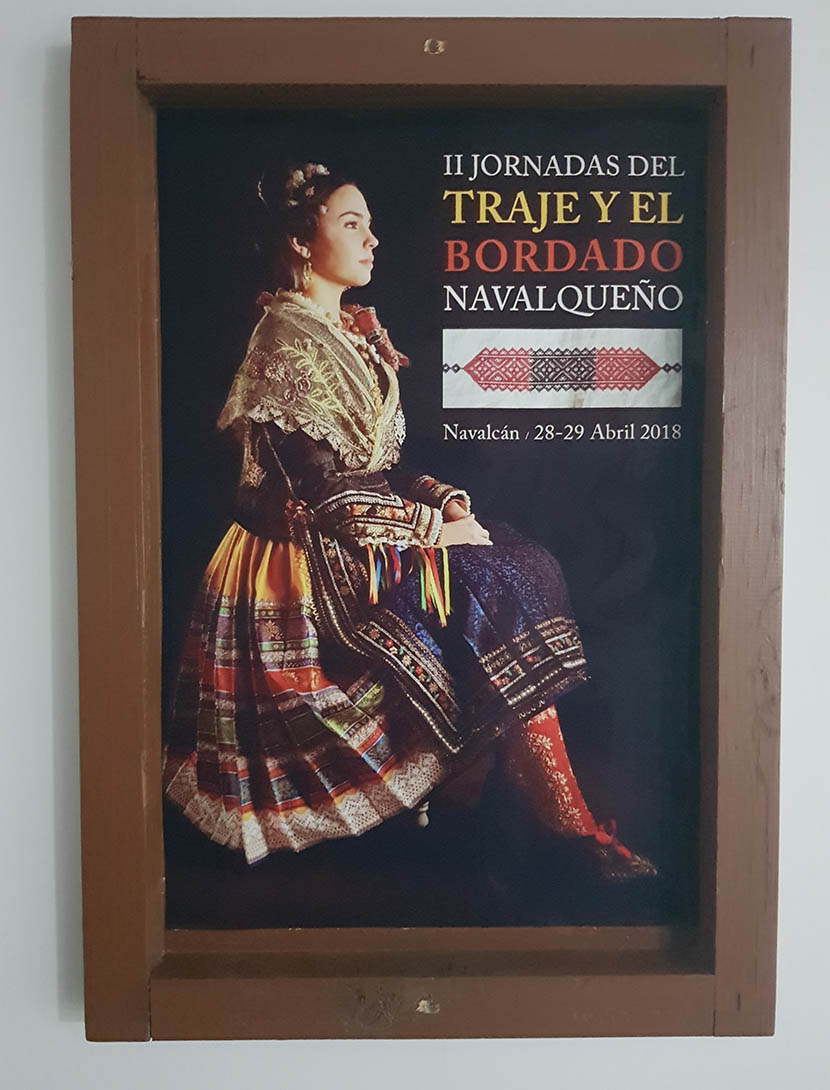 II JORNADAS DEL
TRAJE Y EL
BORDADO
NAVALQUEÑO
Navalcán / 28-29 Abril 2018